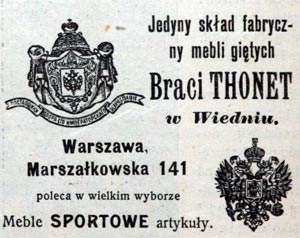 Jedyny skład fabrycz-
ny mebli giętych
Braci THONET
w Wiedniu.
Warszawa,
Marszałkowska 141
poleca w wielkim wyborze
Meble SPORTOWE artykuły.